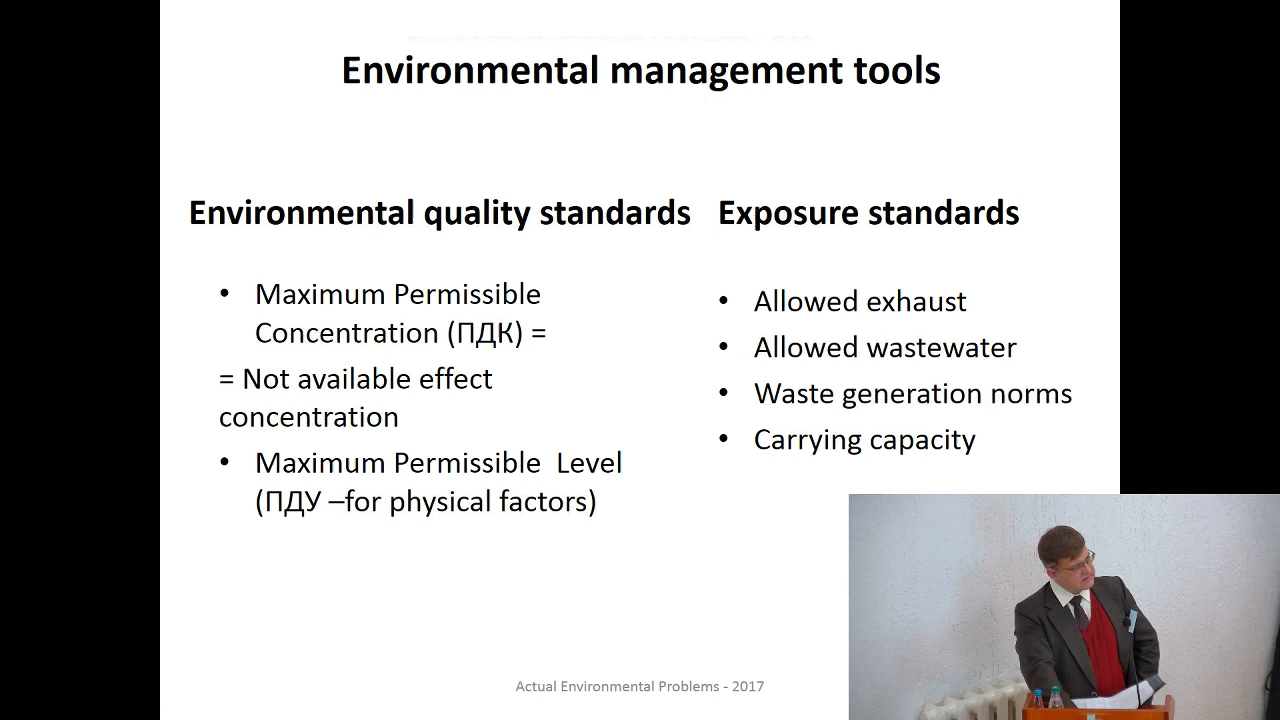 Environmental management tools
Environmental quality standards
• Maximum Permissible
Concentration (ПДК) =
= Not available effect
concentration
• Maximum Permissible  Level
(ПДУ –for physical factors)
Exposure standards
• Allowed exhaust
• Allowed wastewater
• Waste generation norms
• Carrying capacity
Actual Environmental Problems - 2017